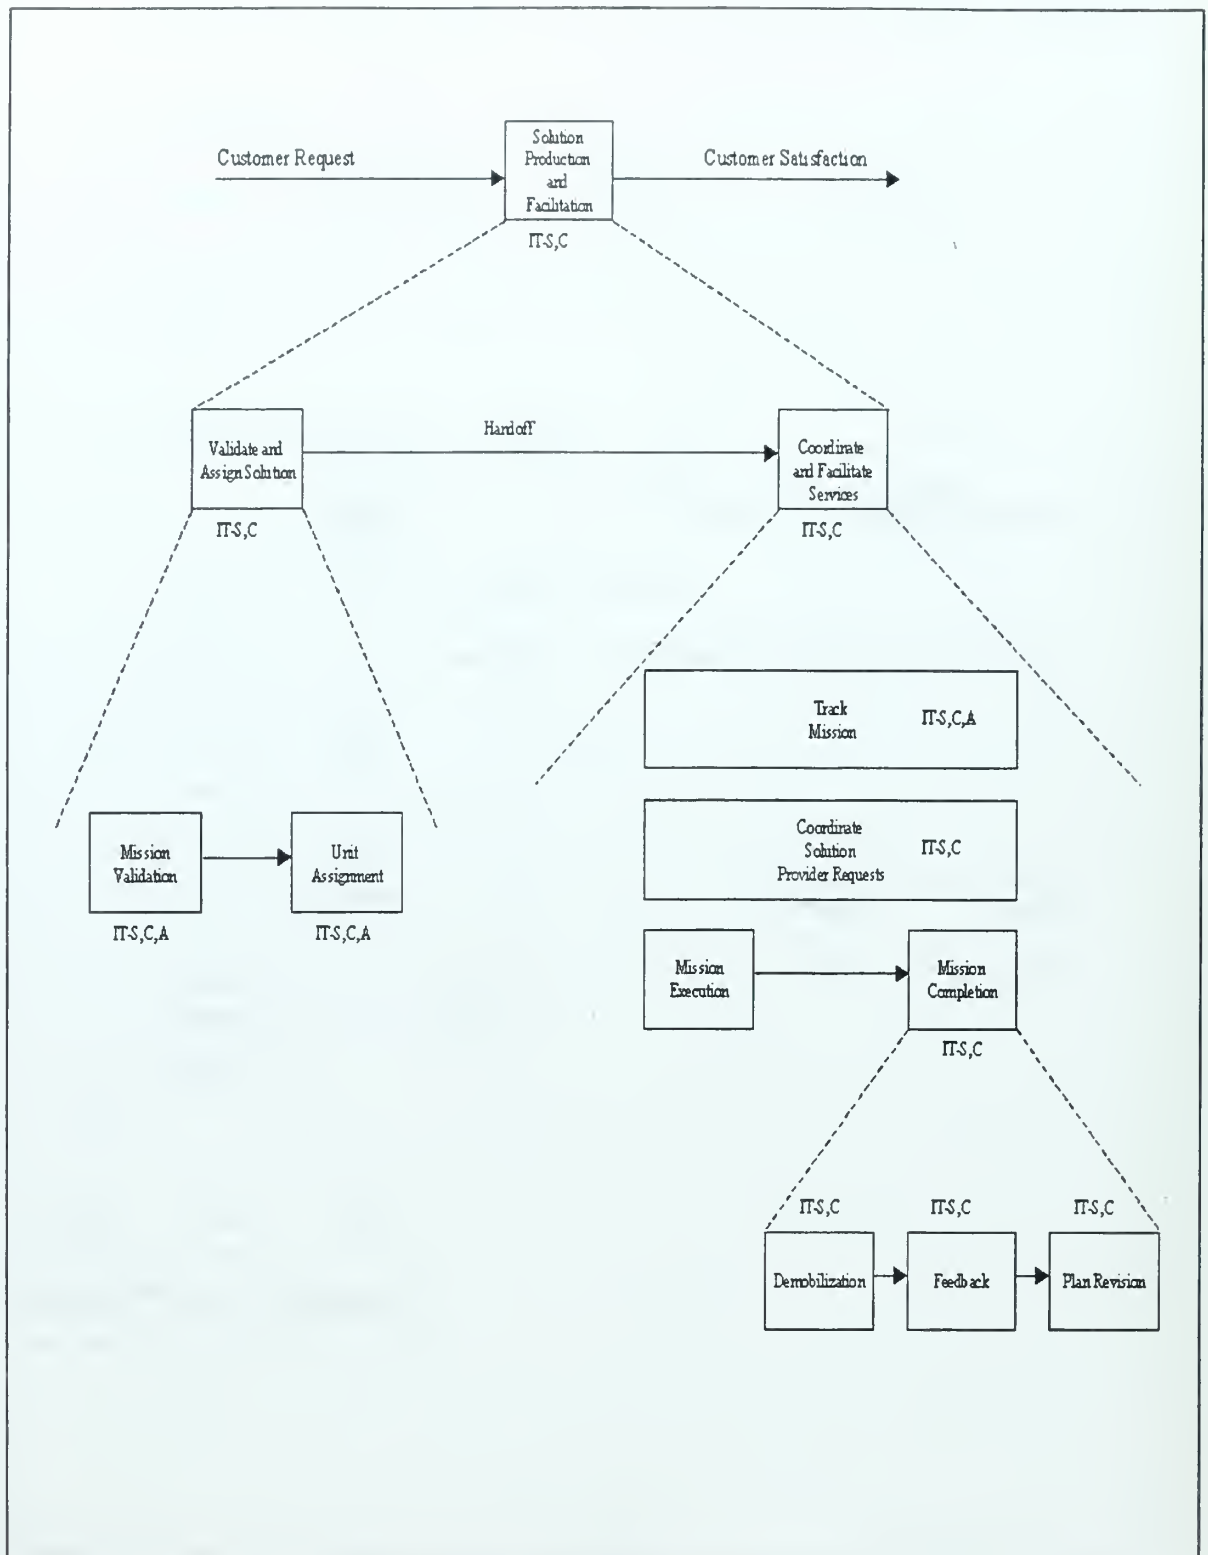 Customer Request
Solution
Production
and
Facilitation
Customer Satisfaction
IT-S,C
Validate and
Assign Solution
Handoff
Coordinate
and Facilitate
Services
IT-S,C
IT-S,C
Track
Mission
IT-S,C,A
Mission
Validation
Unit
Assignment
Coordinate
Solution
Provider Requests
IT-S,C
IT-S,C,A
IT-S,C,A
Mission
Execution
Mission
Completion
IT-S,C
IT-S,C
IT-S,C
IT-S,C
Demobilization
Feedback
Plan Revision